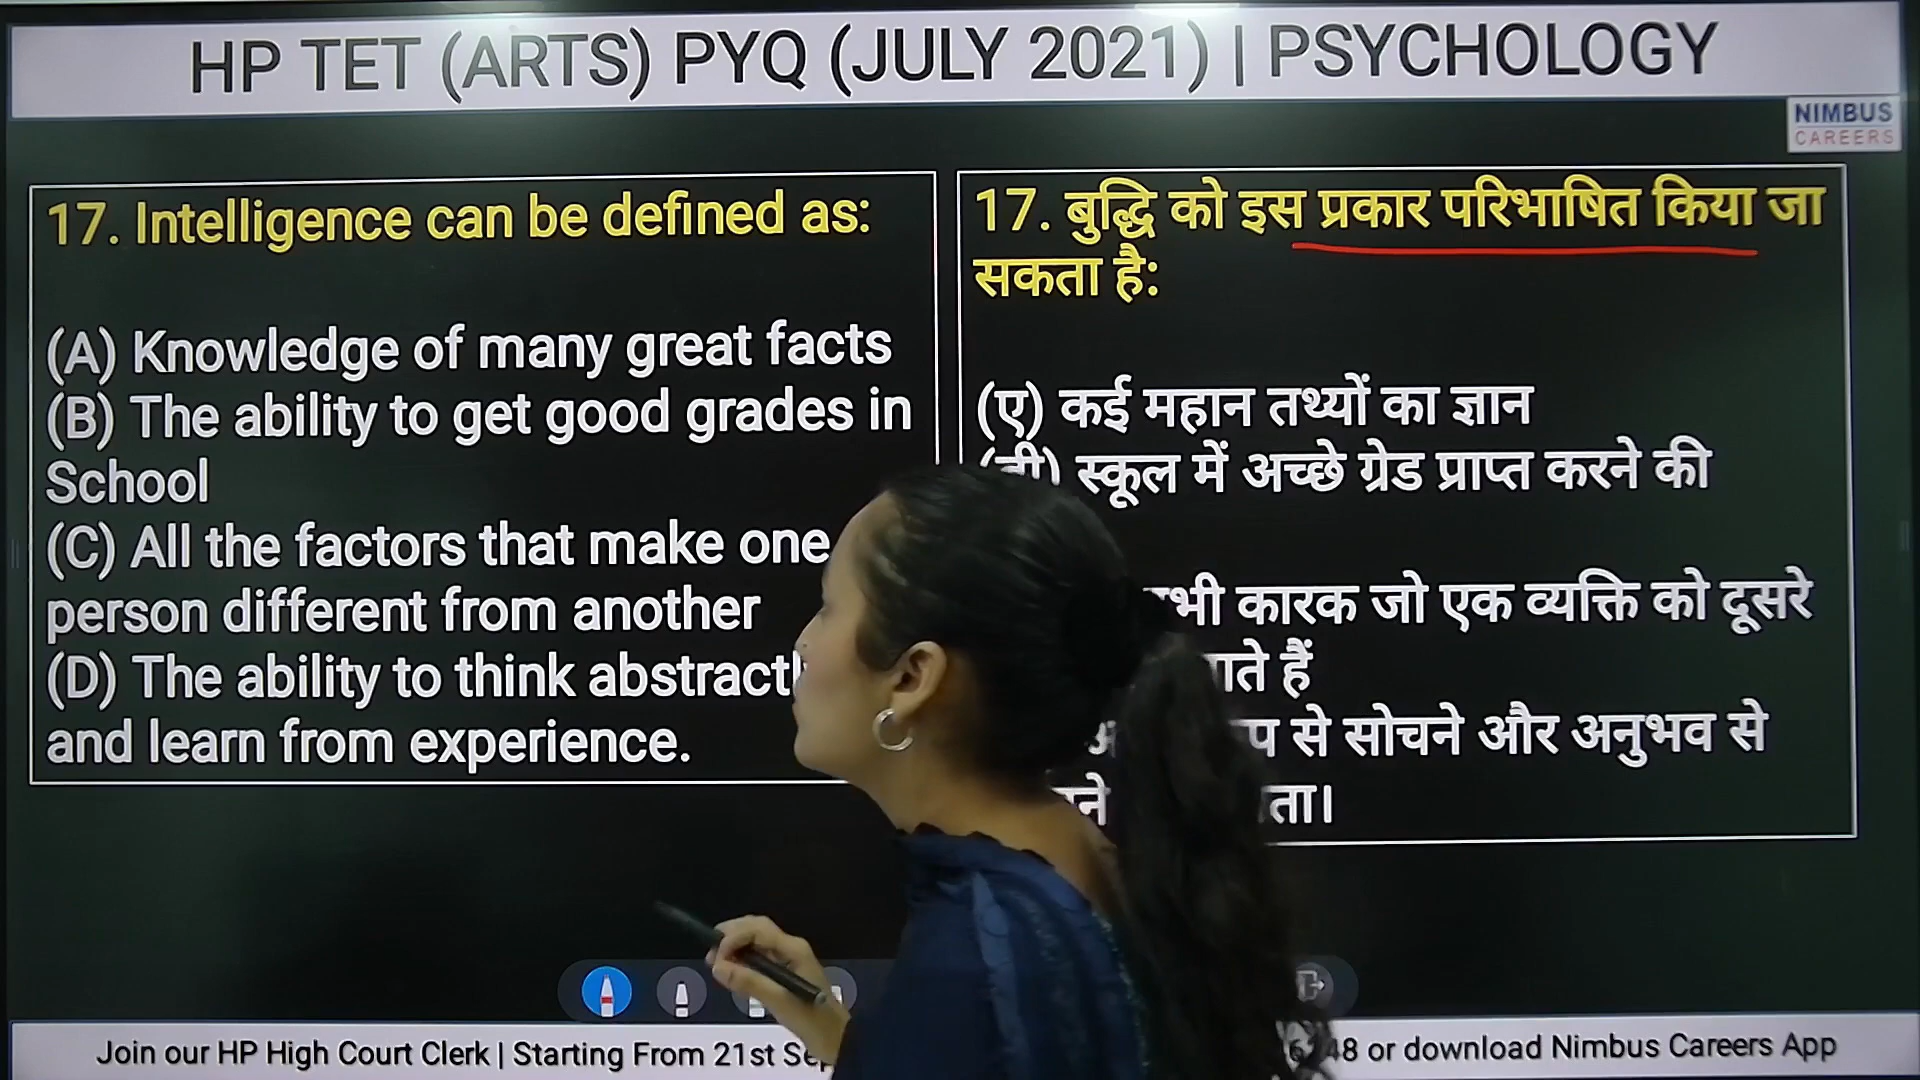 HP TET (ARTS) PYQ (JULY 2021) | PSYCHOLOGY
NIMBUS
CAREERS
17. Intelligence can be defined as:
(A) Knowledge of many great facts
(B) The ability to get good grades in
School
(C) All the factors that make one
person different from another
(D) The ability to think
and learn from experience.
17. बुद्धि को इस प्रकार परिभाषित किया जा
सकता है:
(ए) कई महान तथ्यों का ज्ञान
स्कूल में अच्छे ग्रेड प्राप्त करने की
कारक जो एक व्यक्ति को दूसरे
हैं
से सोचने और अनुभव से
Join our HP High Court Clerk | Starting From 21st
or download Nimbus Careers App